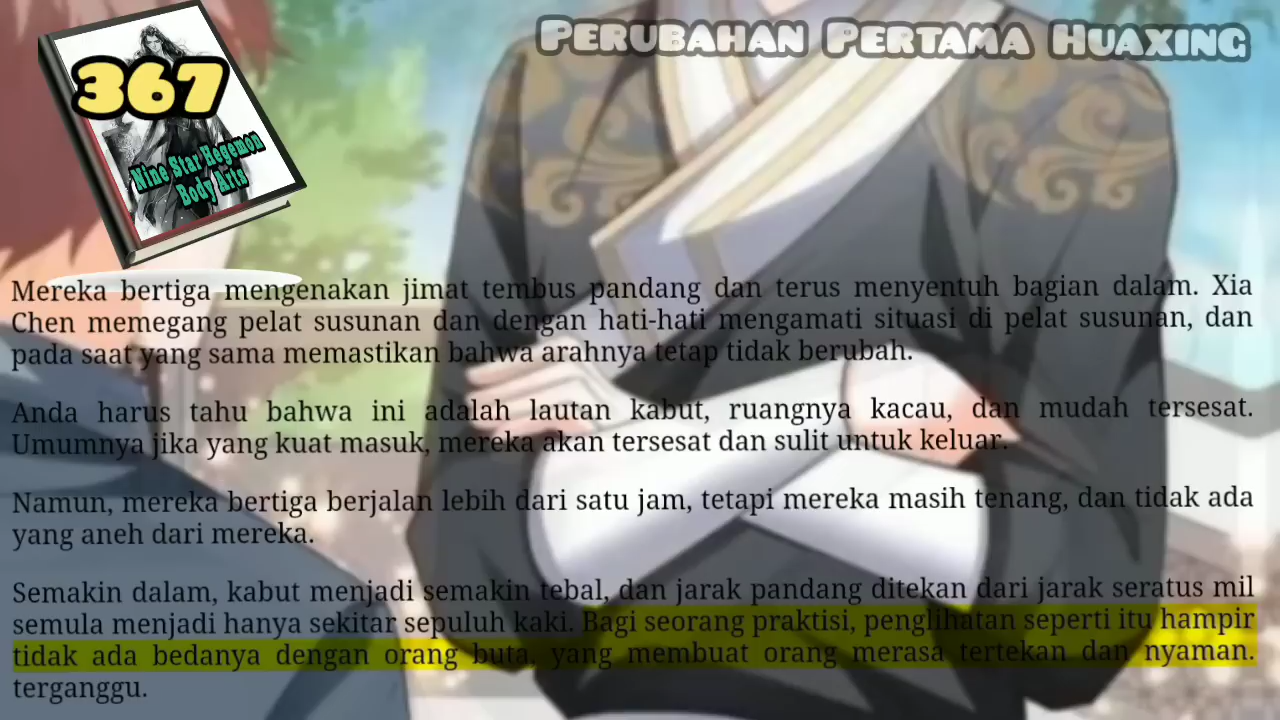 Perubahan Pertama Huaxing
367
Nine Star Hegemon
Body Arts
Mereka bertiga mengenakan jimat tembus pandang dan terus menyentuh bagian dalam. Xia
Chen memegang pelat susunan dan dengan hati-hati mengamati situasi di pelat susunan, dan
pada saat yang sama memastikan bahwa arahnya tetap tidak berubah.
Anda harus tahu bahwa ini adalah lautan kabut, ruangnya kacau, dan mudah tersesat.
Umumnya jika yang kuat masuk, mereka akan tersesat dan sulit untuk keluar.
Namun, mereka bertiga berjalan lebih dari satu jam, tetapi mereka masih tenang, dan tidak ada
yang aneh dari mereka.
Semakin dalam, kabut menjadi semakin tebal, dan jarak pandang ditekan dari jarak seratus mil
semula menjadi hanya sekitar sepuluh kaki. Bagi seorang praktisi, penglihatan seperti itu hampir
tidak ada bedanya dengan orang buta, yang membuat orang merasa tertekan dan nyaman.
terganggu.